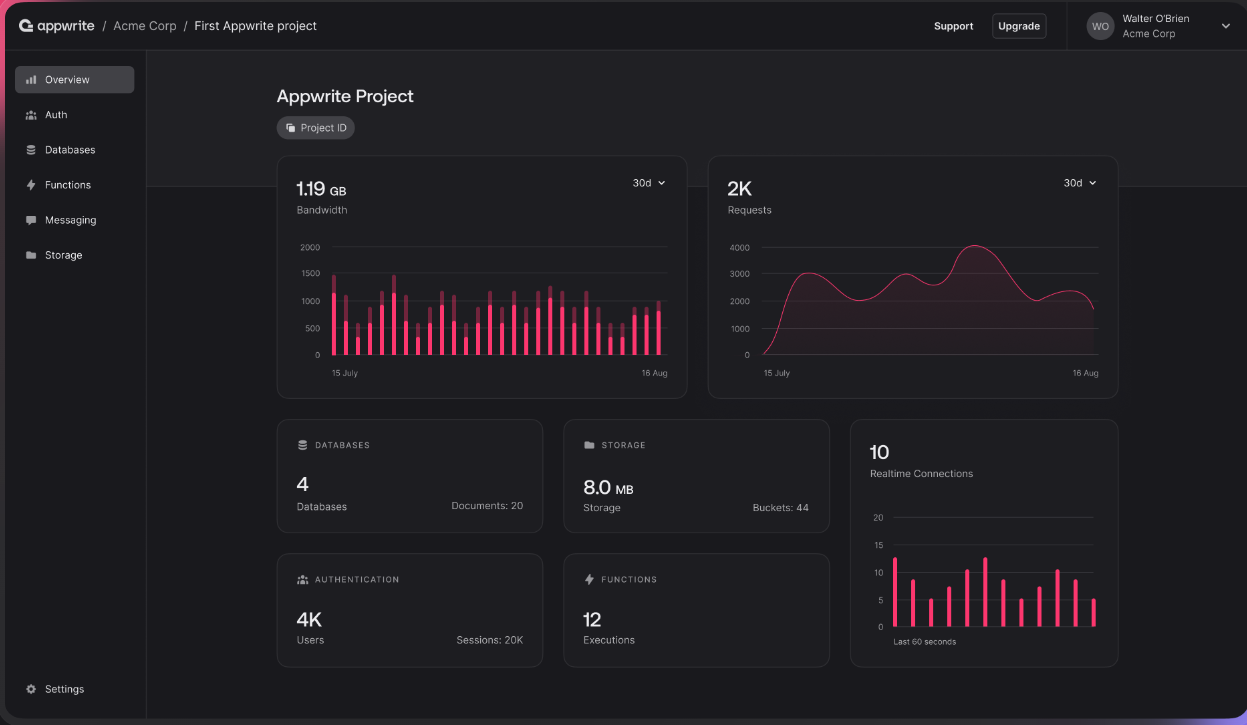 appwrite / Acme Corp / First Appwrite project
Support
Upgrade
WO
Walter O'Brien
Acme Corp
Overview
Auth
Databases
Functions
Messaging
Storage
Settings
Appwrite Project
Project ID
1.19 GB
Bandwidth
30d
2000
1500
1000
500
0
15 July
16 Aug
2K
Requests
30d
4000
3000
2000
1000
0
15 July
16 Aug
DATABASES
4
Databases
Documents: 20
STORAGE
8.0 MB
Storage
Buckets: 44
10
Realtime Connections
20
15
10
5
0
Last 60 seconds
AUTHENTICATION
4K
Users
Sessions: 20K
FUNCTIONS
12
Executions